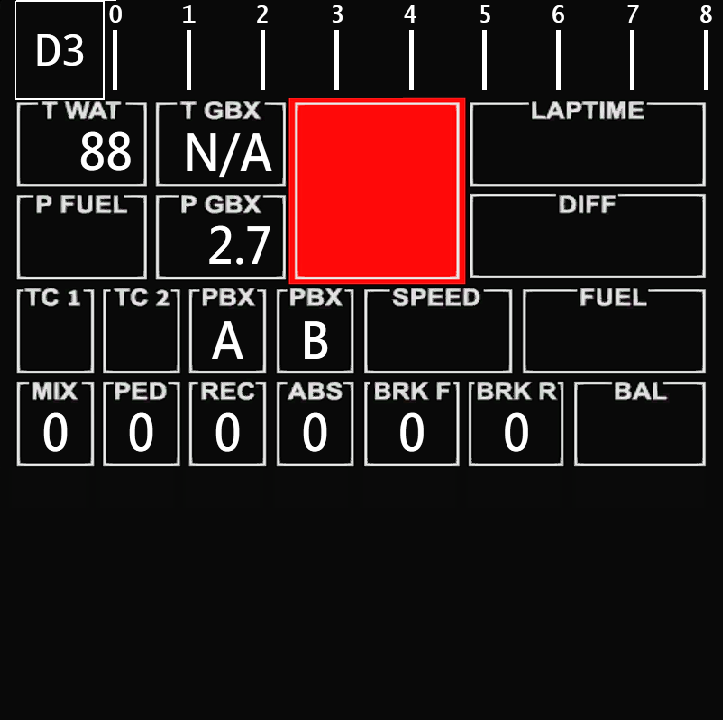 D3 0 1 2 3 4 5 6 7 8
T WAT T GBX LAPTIME
88 N/A
P FUEL P GBX DIFF
2.7
TC 1 TC 2 PBX PBX SPEED FUEL
A B
MIX PED REC ABS BRK F BRK R BAL
0 0 0 0 0 0